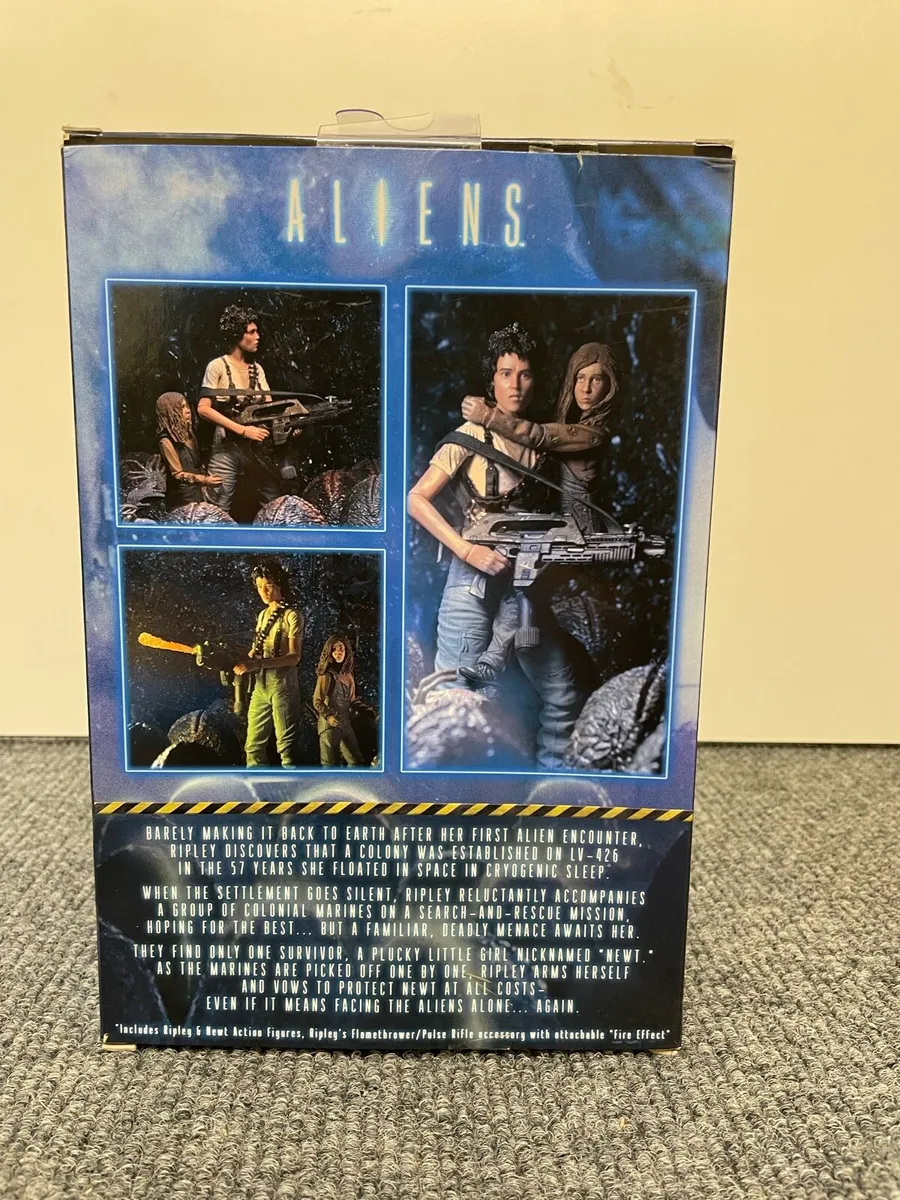 ALIENS™
BARELY MAKING IT BACK TO EARTH AFTER HER FIRST ALIEN ENCOUNTER,
RIPLEY DISCOVERS THAT A COLONY WAS ESTABLISHED ON LV-426
IN THE 57 YEARS SHE FLOATED IN SPACE IN CRYOGENIC SLEEP.
WHEN THE SETTLEMENT GOES SILENT, RIPLEY RELUCTANTLY ACCOMPANIES
A GROUP OF COLONIAL MARINES ON A SEARCH-AND-RESCUE MISSION,
HOPING FOR THE BEST... BUT A FAMILIAR, DEADLY MENACE AWAITS HER.
THEY FIND ONLY ONE SURVIVOR, A PLUCKY LITTLE GIRL NICKNAMED "NEWT."
AS THE MARINES ARE PICKED OFF ONE BY ONE, RIPLEY ARMS HERSELF
AND VOWS TO PROTECT NEWT AT ALL COSTS-
EVEN IF IT MEANS FACING THE ALIENS ALONE... AGAIN.
*Includes Ripley & Newt Action Figures, Ripley's Flamethrower/Pulse Rifle accessory with attachable "Fire Effect"